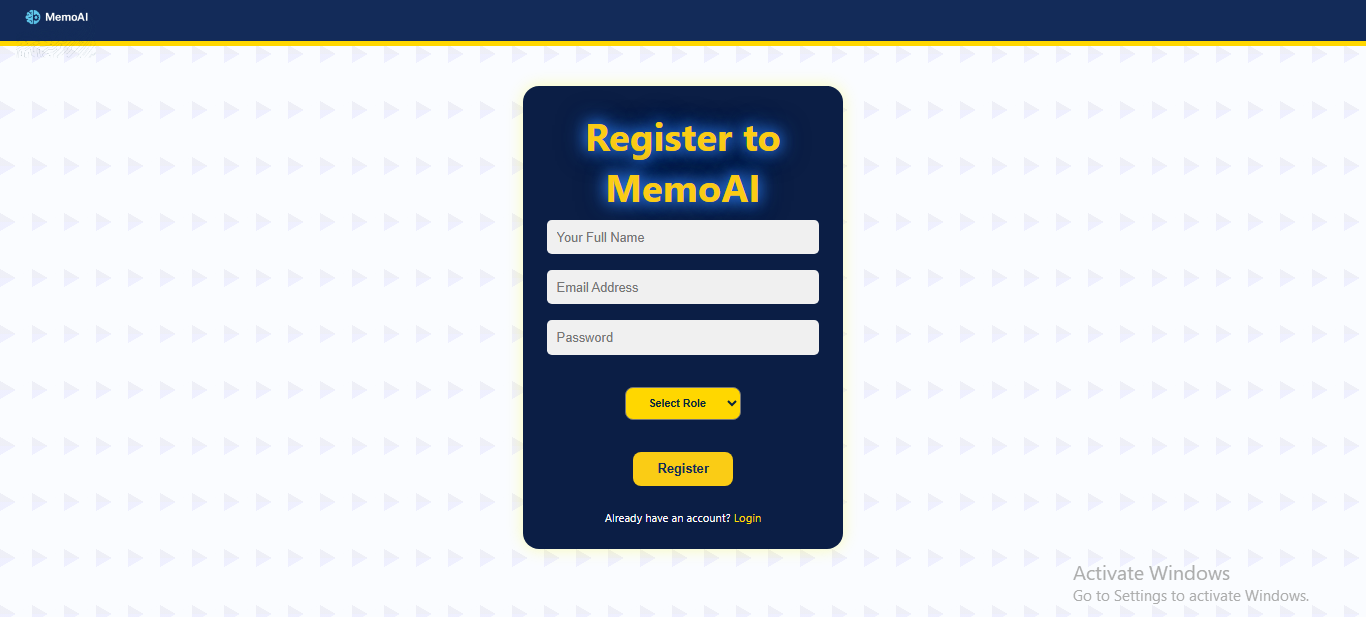 MemoAI
Register to
MemoAI
Your Full Name
Email Address
Password
Select Role
Register
Already have an account? Login
Activate Windows
Go to Settings to activate Windows.